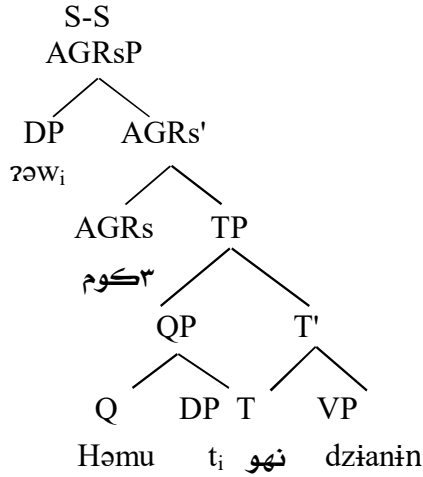 S-S
AGRsP
DP AGRs'
ʔəwᵢ
AGRs TP
٣كوم
QP T'
Q DP T VP
Həmu tᵢ نهو dzɨanɨn